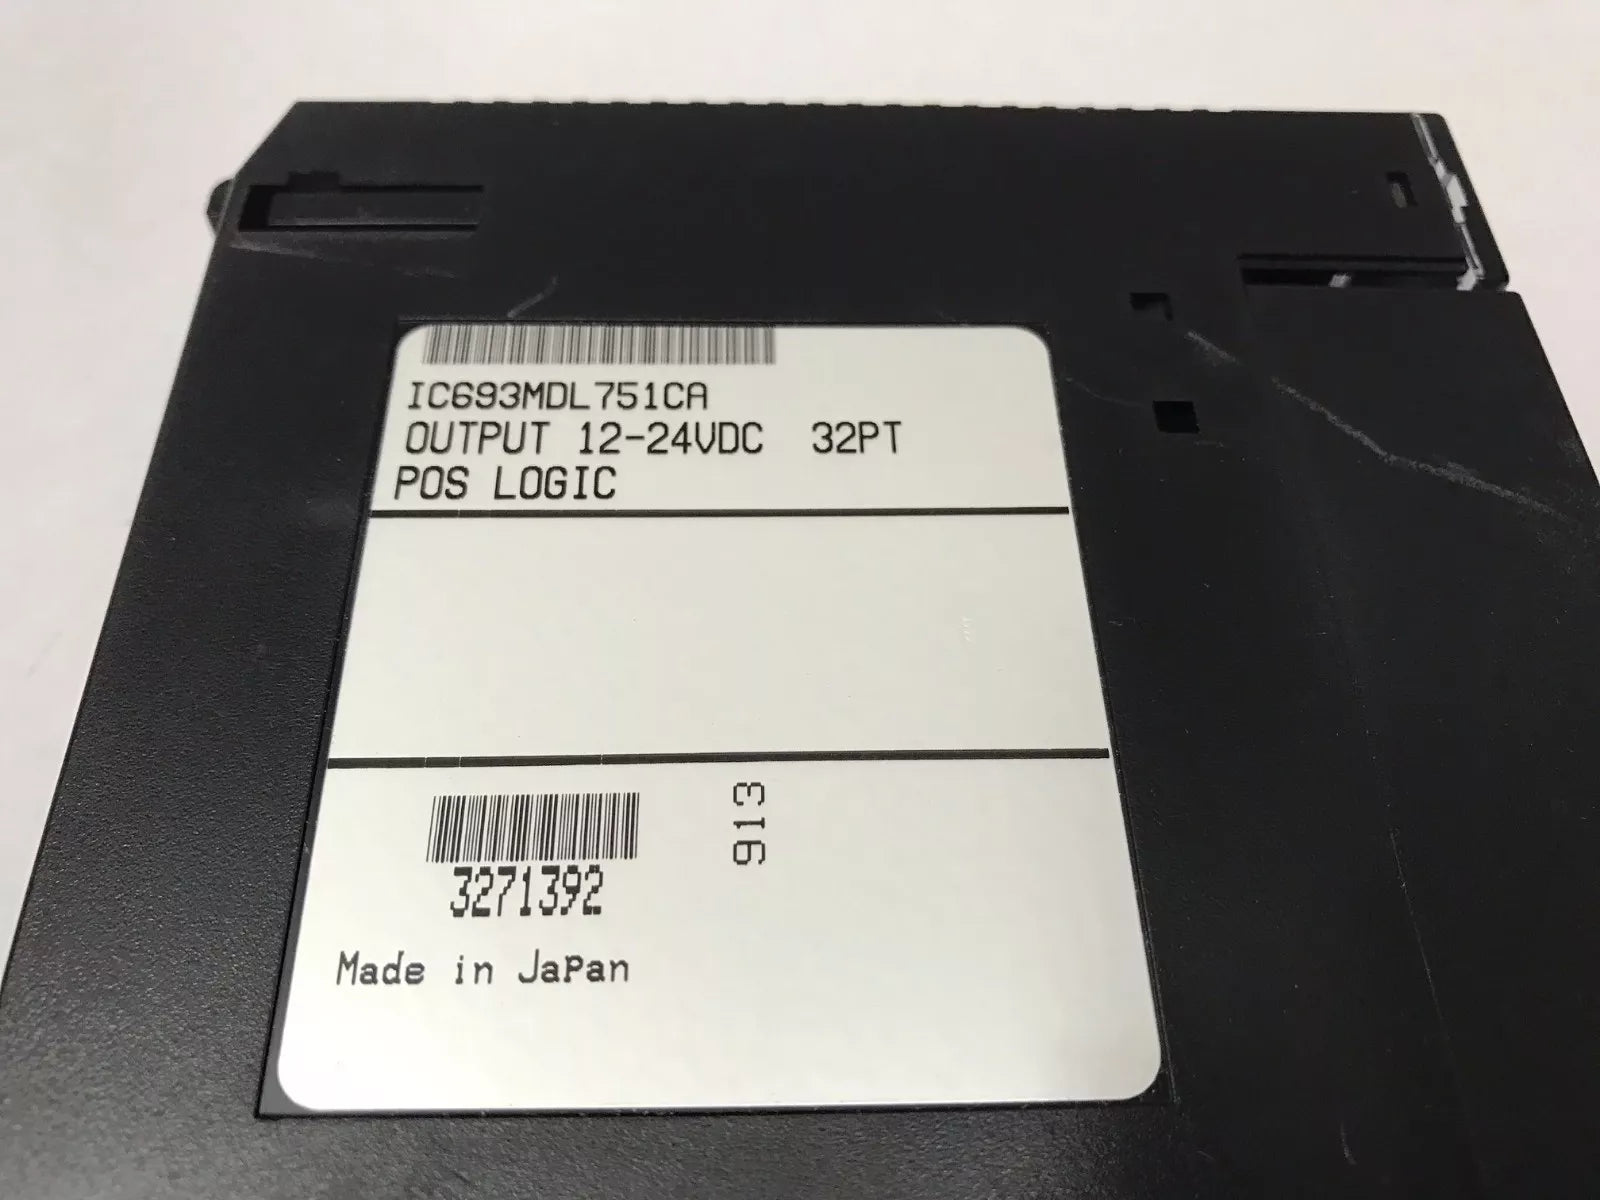 IC693MDL751CA
OUTPUT 12-24VDC 32PT
POS LOGIC
913
3271392
Made in JaPan